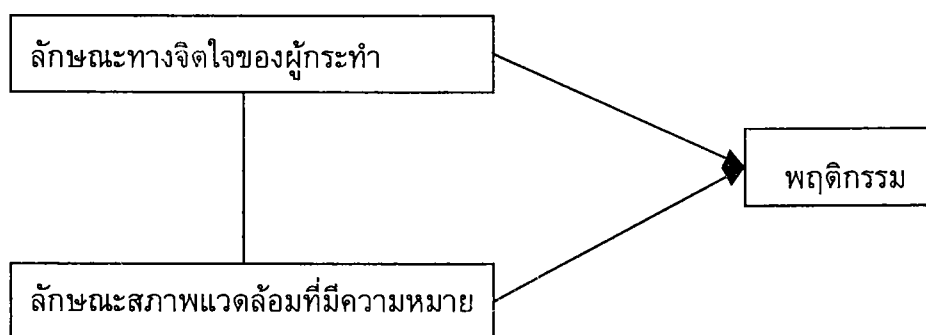 ลักษณะทางจิตใจของผู้กระทำ
พฤติกรรม
ลักษณะสภาพแวดล้อมที่มีความหมาย